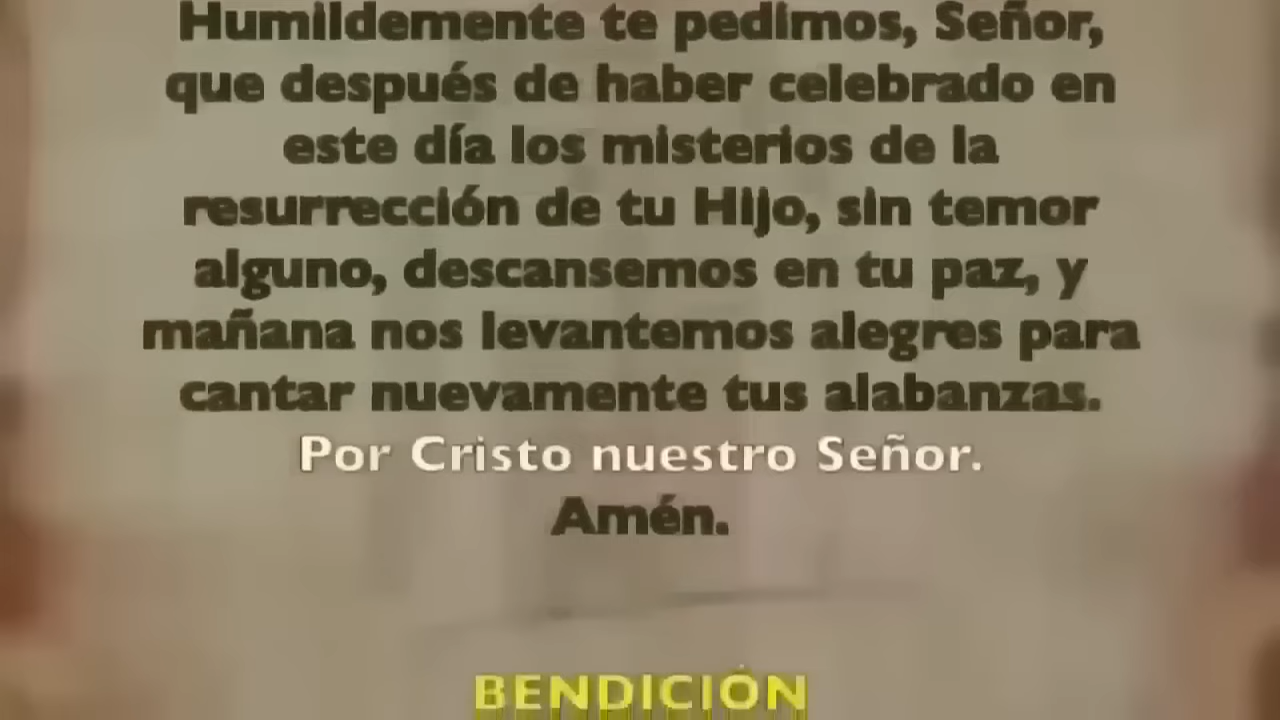 Humildemente te pedimos, Señor,
que después de haber celebrado en
este día los misterios de la
resurrección de tu Hijo, sin temor
alguno, descansemos en tu paz, y
mañana nos levantemos alegres para
cantar nuevamente tus alabanzas.
Por Cristo nuestro Señor.
Amén.
BENDICIÓN